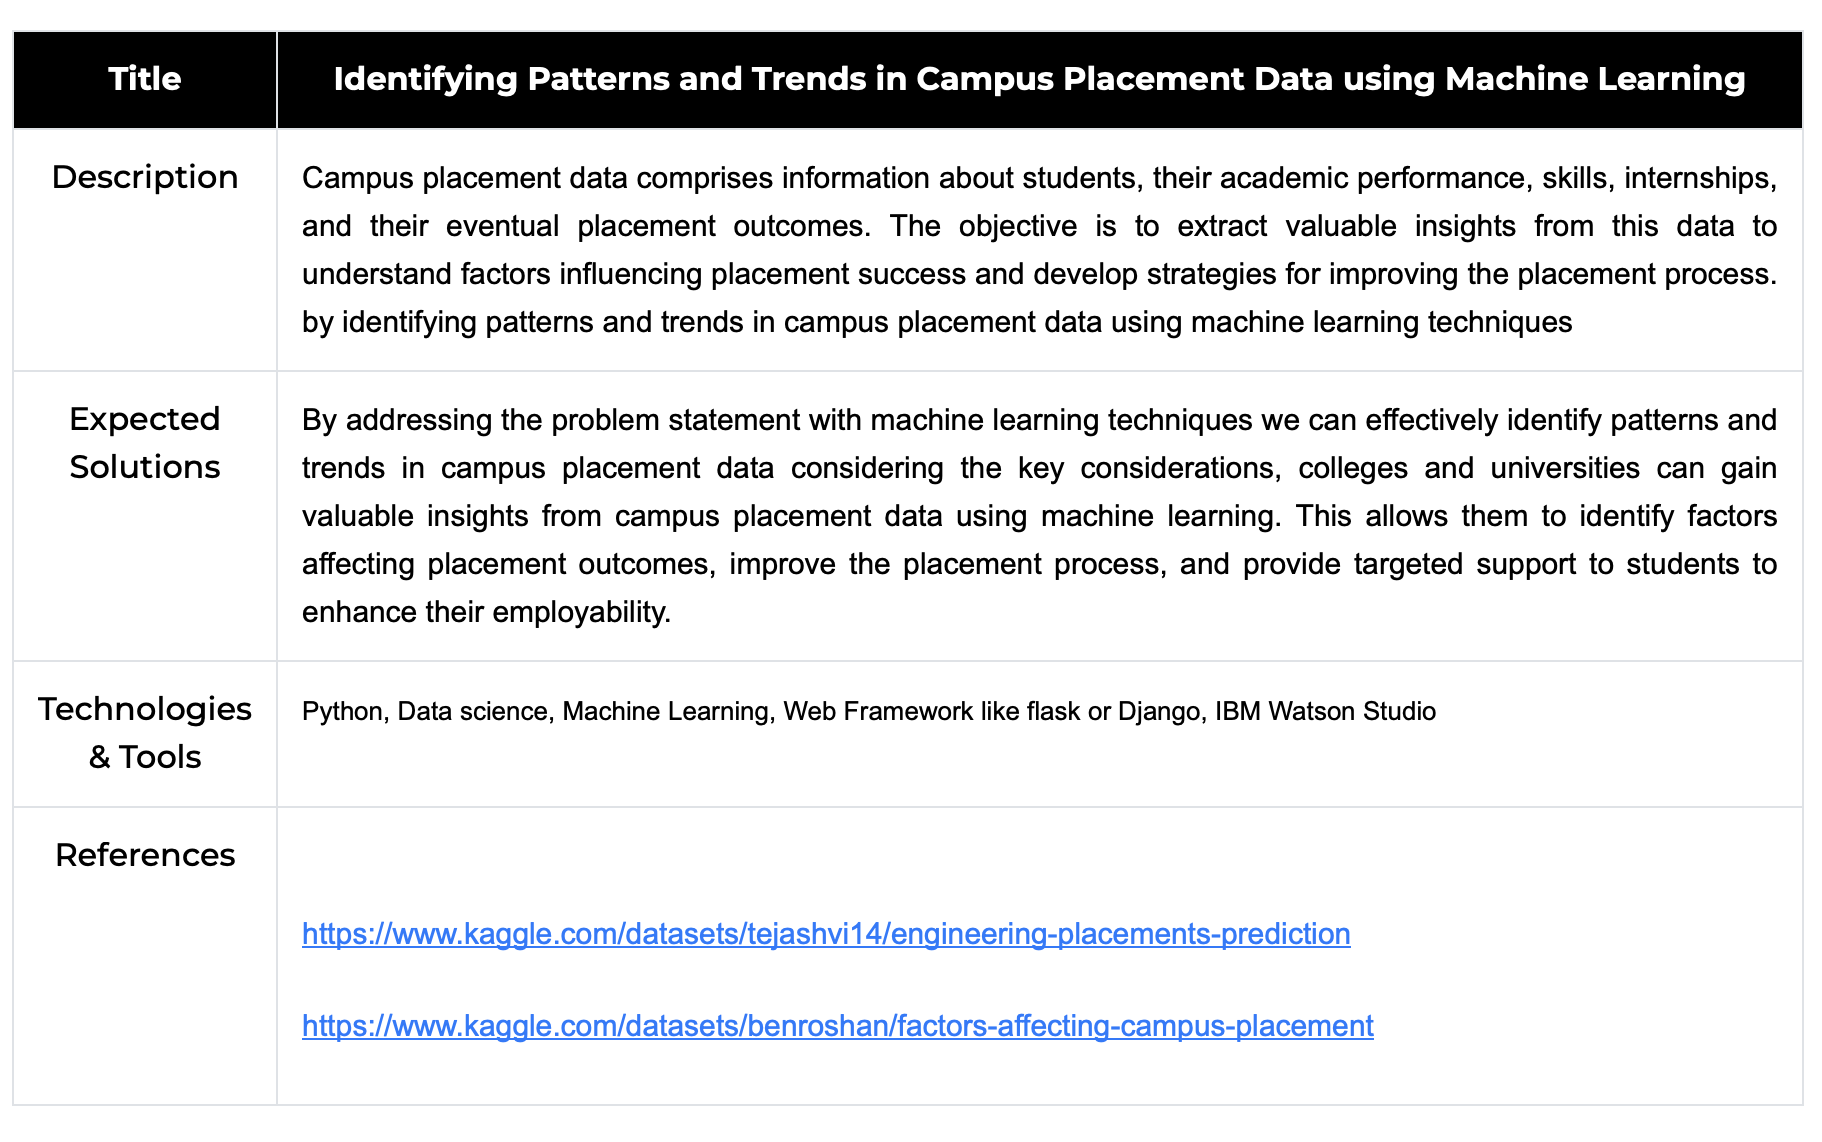 Title
Identifying Patterns and Trends in Campus Placement Data using Machine Learning
Description
Campus placement data comprises information about students, their academic performance, skills, internships,
and their eventual placement outcomes. The objective is to extract valuable insights from this data to
understand factors influencing placement success and develop strategies for improving the placement process.
by identifying patterns and trends in campus placement data using machine learning techniques
Expected
Solutions
By addressing the problem statement with machine learning techniques we can effectively identify patterns and
trends in campus placement data considering the key considerations, colleges and universities can gain
valuable insights from campus placement data using machine learning. This allows them to identify factors
affecting placement outcomes, improve the placement process, and provide targeted support to students to
enhance their employability.
Technologies
& Tools
Python, Data science, Machine Learning, Web Framework like flask or Django, IBM Watson Studio
References
https://www.kaggle.com/datasets/tejashvi14/engineering-placements-prediction
https://www.kaggle.com/datasets/benroshan/factors-affecting-campus-placement